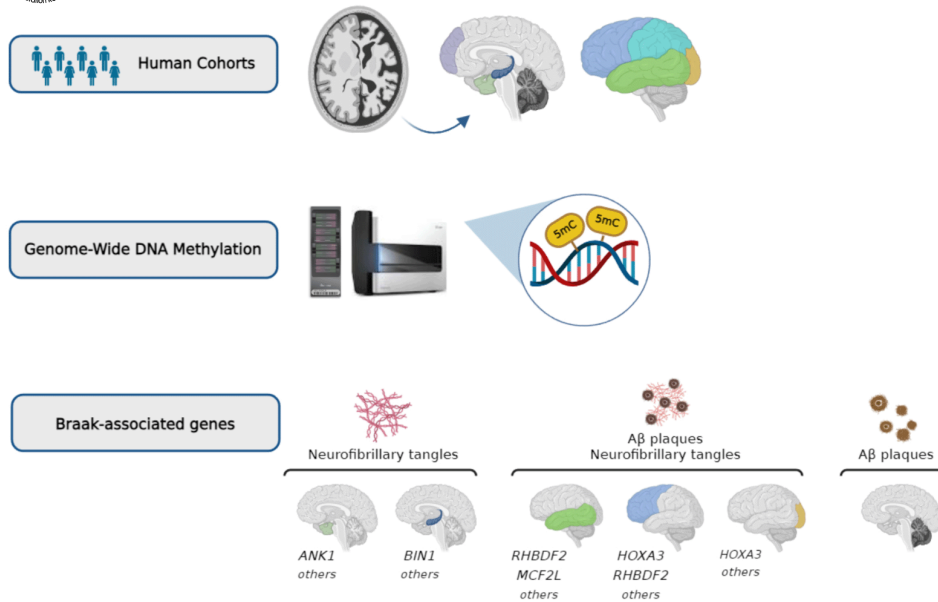 Human Cohorts
Genome-Wide DNA Methylation
5mC
5mC
Braak-associated genes
Neurofibrillary tangles
Aβ plaques
Neurofibrillary tangles
Aβ plaques
ANK1
others
BIN1
others
RHBDF2
MCF2L
others
HOXA3
RHBDF2
others
HOXA3
others